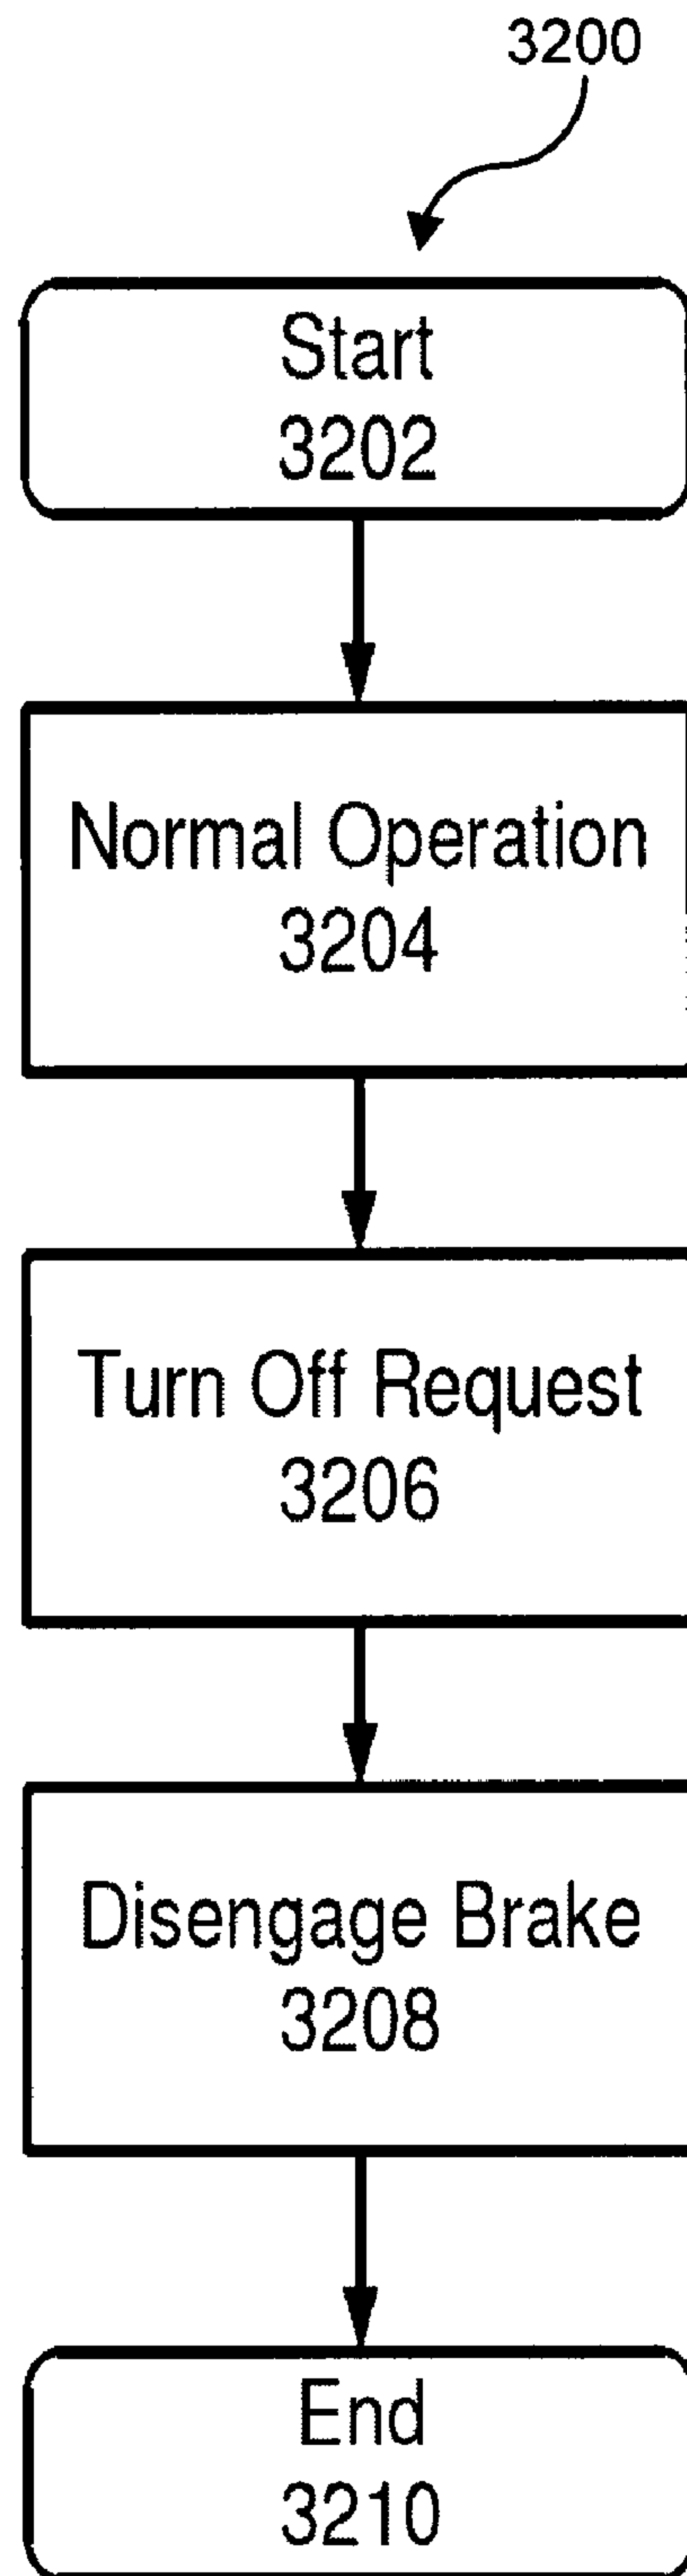 3200
Start
3202
Normal Operation
3204
Turn Off Request
3206
Disengage Brake
3208
End
3210